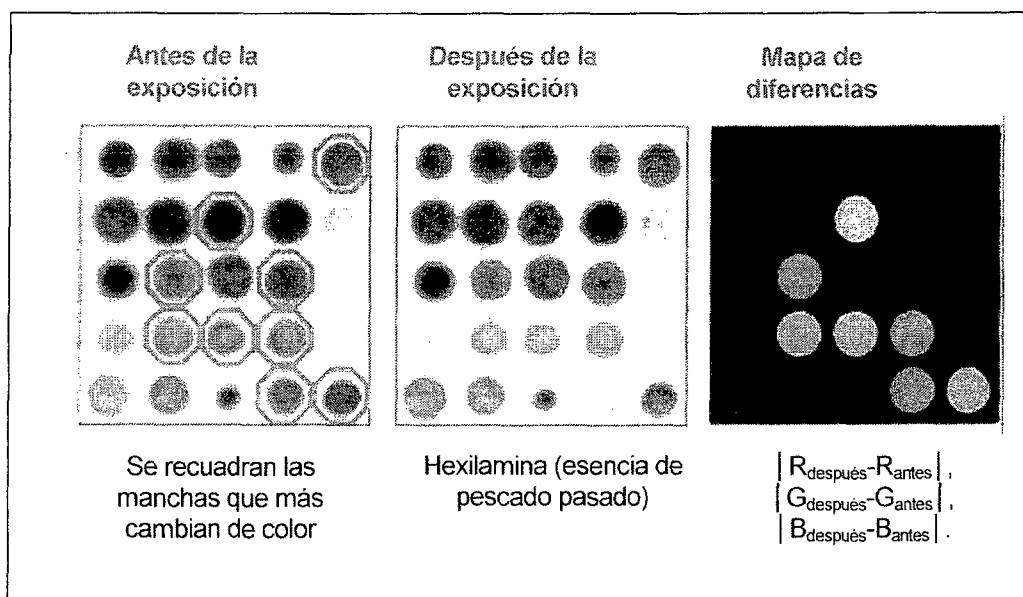 Antes de la
exposición
Después de la
exposición
Mapa de
diferencias
Se recuadran las
manchas que más
cambian de color
Hexilamina (esencia de
pescado pasado)
|Rdespués-Rantes|,
|Gdespués-Gantes|,
|Bdespués-Bantes|.